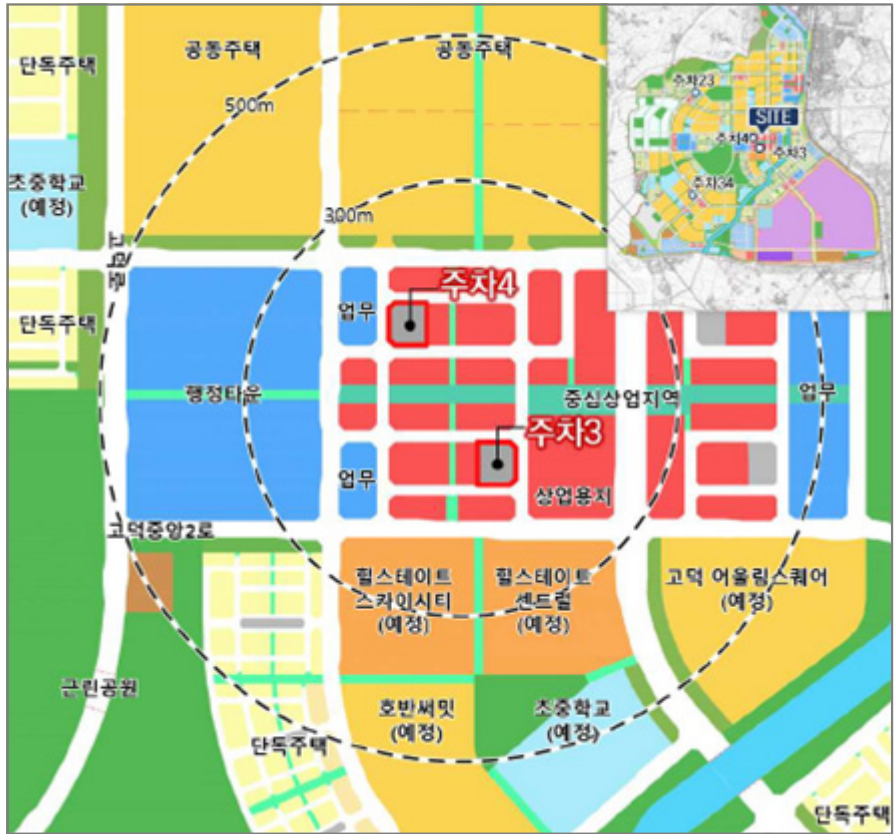 단독주택
공동주택
공동주택
500m
300m
주차23
SITE
주차40
주차3
주차34
초중학교
(예정)
고덕로
단독주택
업무
주차4
행정타운
중심상업지역
업무
주차3
업무
상업용지
고덕중앙2로
힐스테이트
스카이시티
(예정)
힐스테이트
센트럴
(예정)
고덕 어울림스퀘어
(예정)
근린공원
단독주택
호반써밋
(예정)
초중학교
(예정)
단독주택